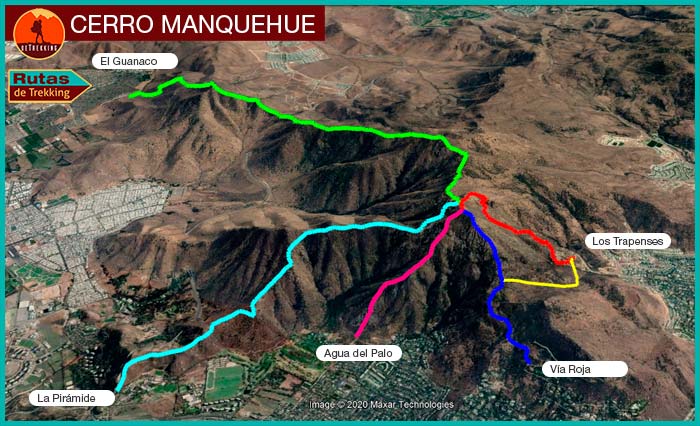 CERRO MANQUEHUE
DETREKKING
El Guanaco
Rutas
de Trekking
Los Trapenses
Agua del Palo
Vía Roja
La Pirámide
Image © 2020 Maxar Technologies